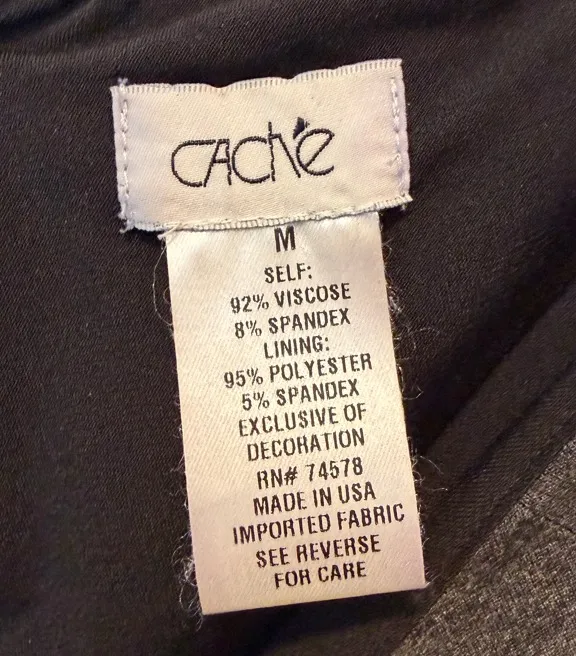 CACHé
M
SELF:
92% VISCOSE
8% SPANDEX
LINING:
95% POLYESTER
5% SPANDEX
EXCLUSIVE OF
DECORATION
RN# 74578
MADE IN USA
IMPORTED FABRIC
SEE REVERSE
FOR CARE